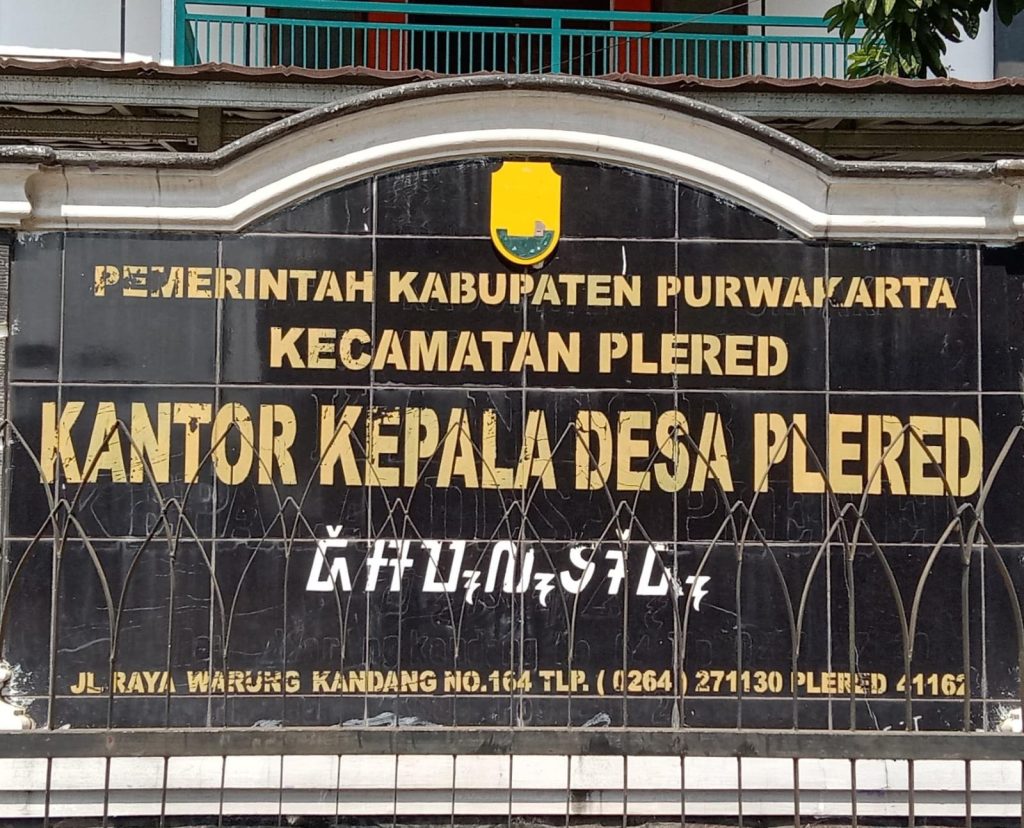 PEMERINTAH KABUPATEN PURWAKARTA
KECAMATAN PLERED
KANTOR KEPALA DESA PLERED
JL.RAYA WARUNG KANDANG NO.164 TLP. ( 0264 ) 271130 PLERED 41162